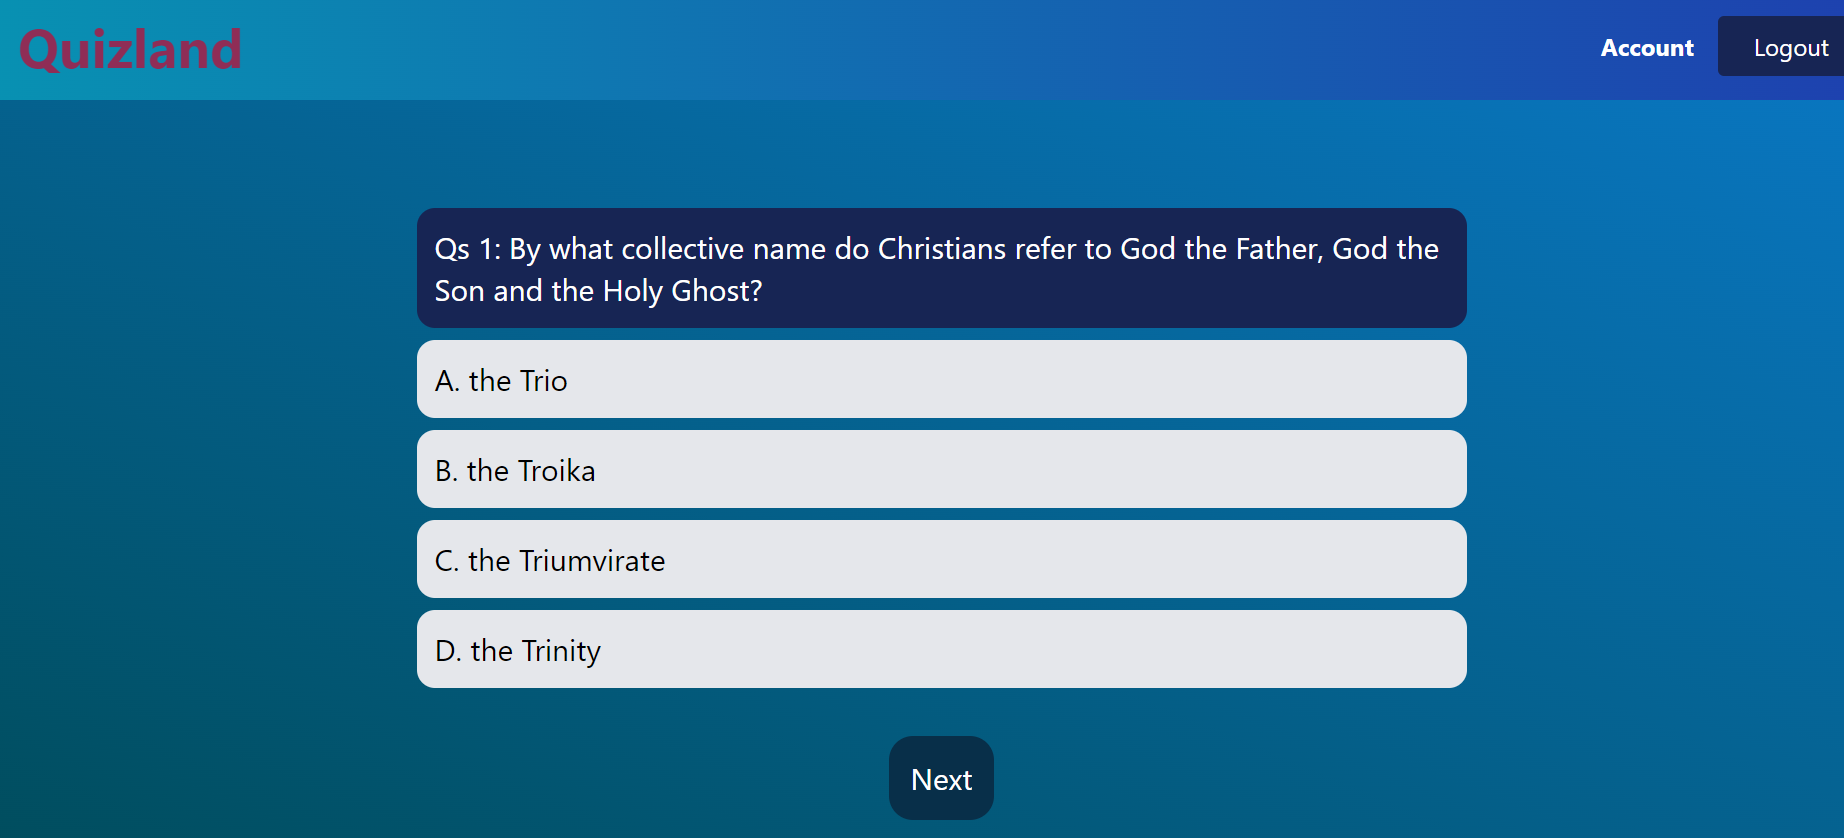 Quizland
Account
Logout
Qs 1: By what collective name do Christians refer to God the Father, God the
Son and the Holy Ghost?
A. the Trio
B. the Troika
C. the Triumvirate
D. the Trinity
Next